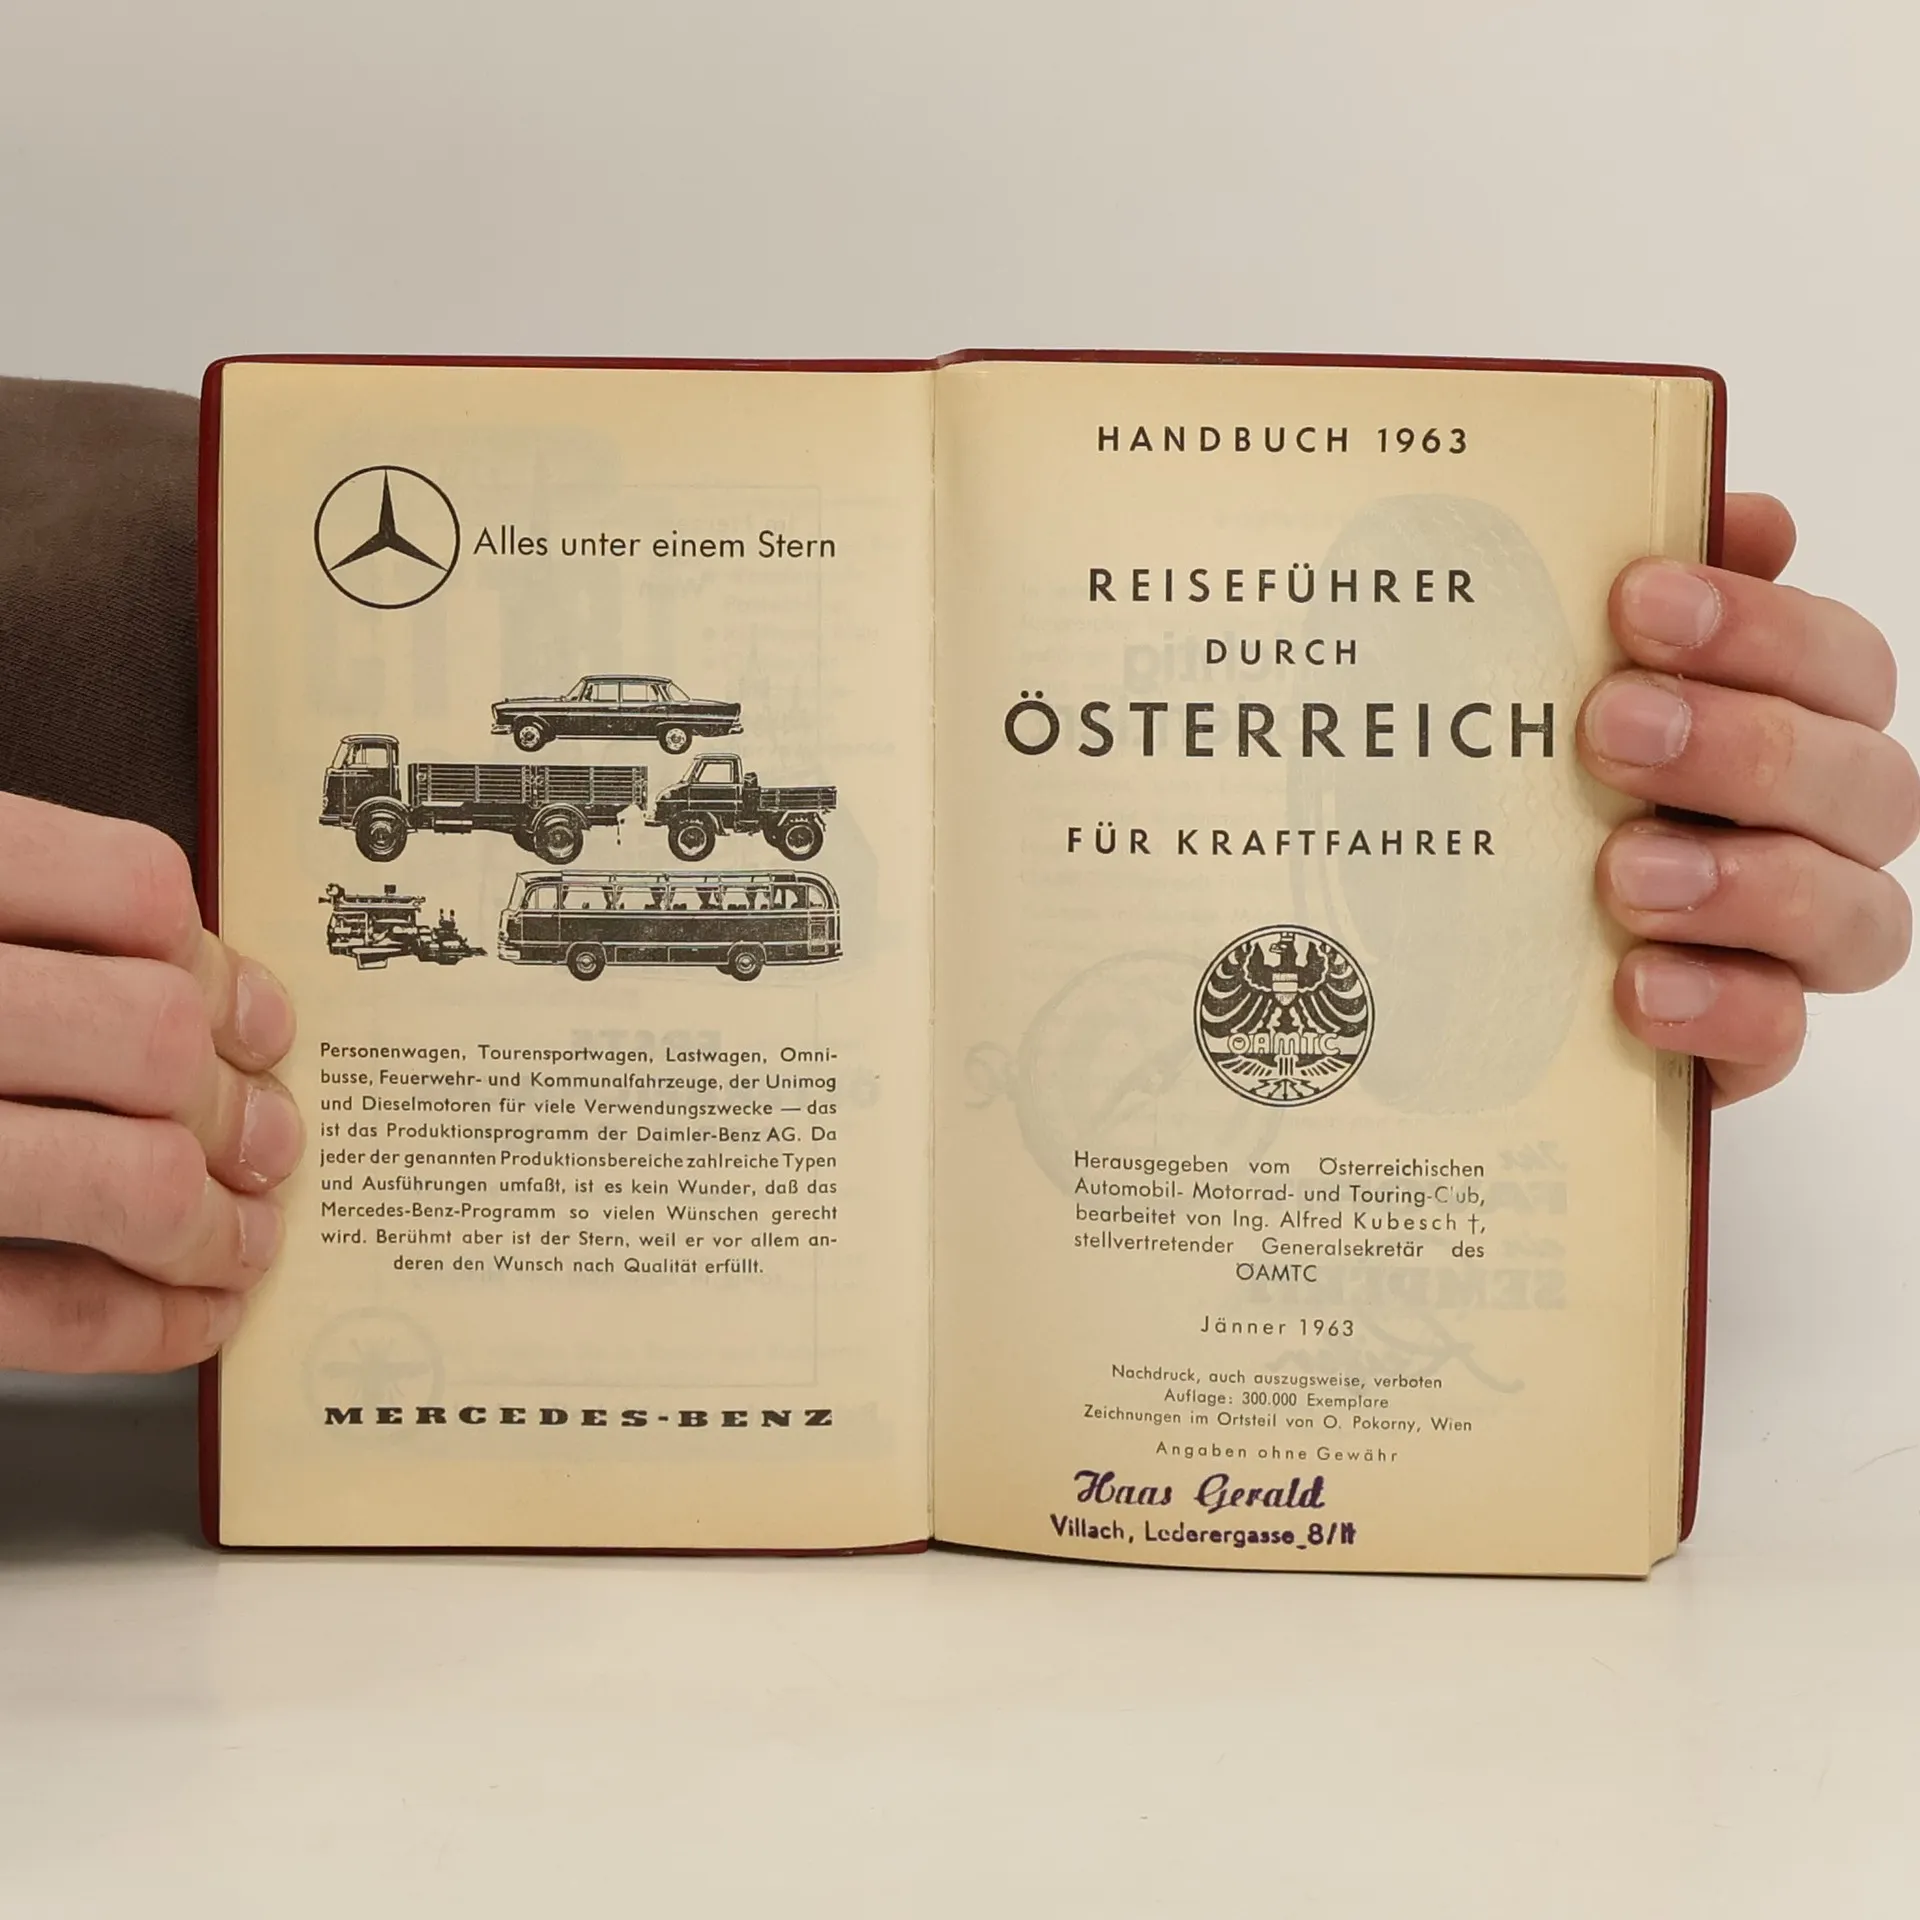 Alles unter einem Stern
Personenwagen, Tourensportwagen, Lastwagen, Omni-
busse, Feuerwehr- und Kommunalfahrzeuge, der Unimog
und Dieselmotoren für viele Verwendungszwecke — das
ist das Produktionsprogramm der Daimler-Benz AG. Da
jeder der genannten Produktionsbereiche zahlreiche Typen
und Ausführungen umfaßt, ist es kein Wunder, daß das
Mercedes-Benz-Programm so vielen Wünschen gerecht
wird. Berühmt aber ist der Stern, weil er vor allem an-
deren den Wunsch nach Qualität erfüllt.
MERCEDES-BENZ
HANDBUCH 1963
REISEFÜHRER
DURCH
ÖSTERREICH
FÜR KRAFTFAHRER
ÖAMTC
Herausgegeben vom Österreichischen
Automobil- Motorrad- und Touring-Club,
bearbeitet von Ing. Alfred Kubesch †,
stellvertretender Generalsekretär des
ÖAMTC
Jänner 1963
Nachdruck, auch auszugsweise, verboten
Auflage: 300.000 Exemplare
Zeichnungen im Ortsteil von O. Pokorny, Wien
Angaben ohne Gewähr
Haas Gerald
Villach, Lederergasse 8/II